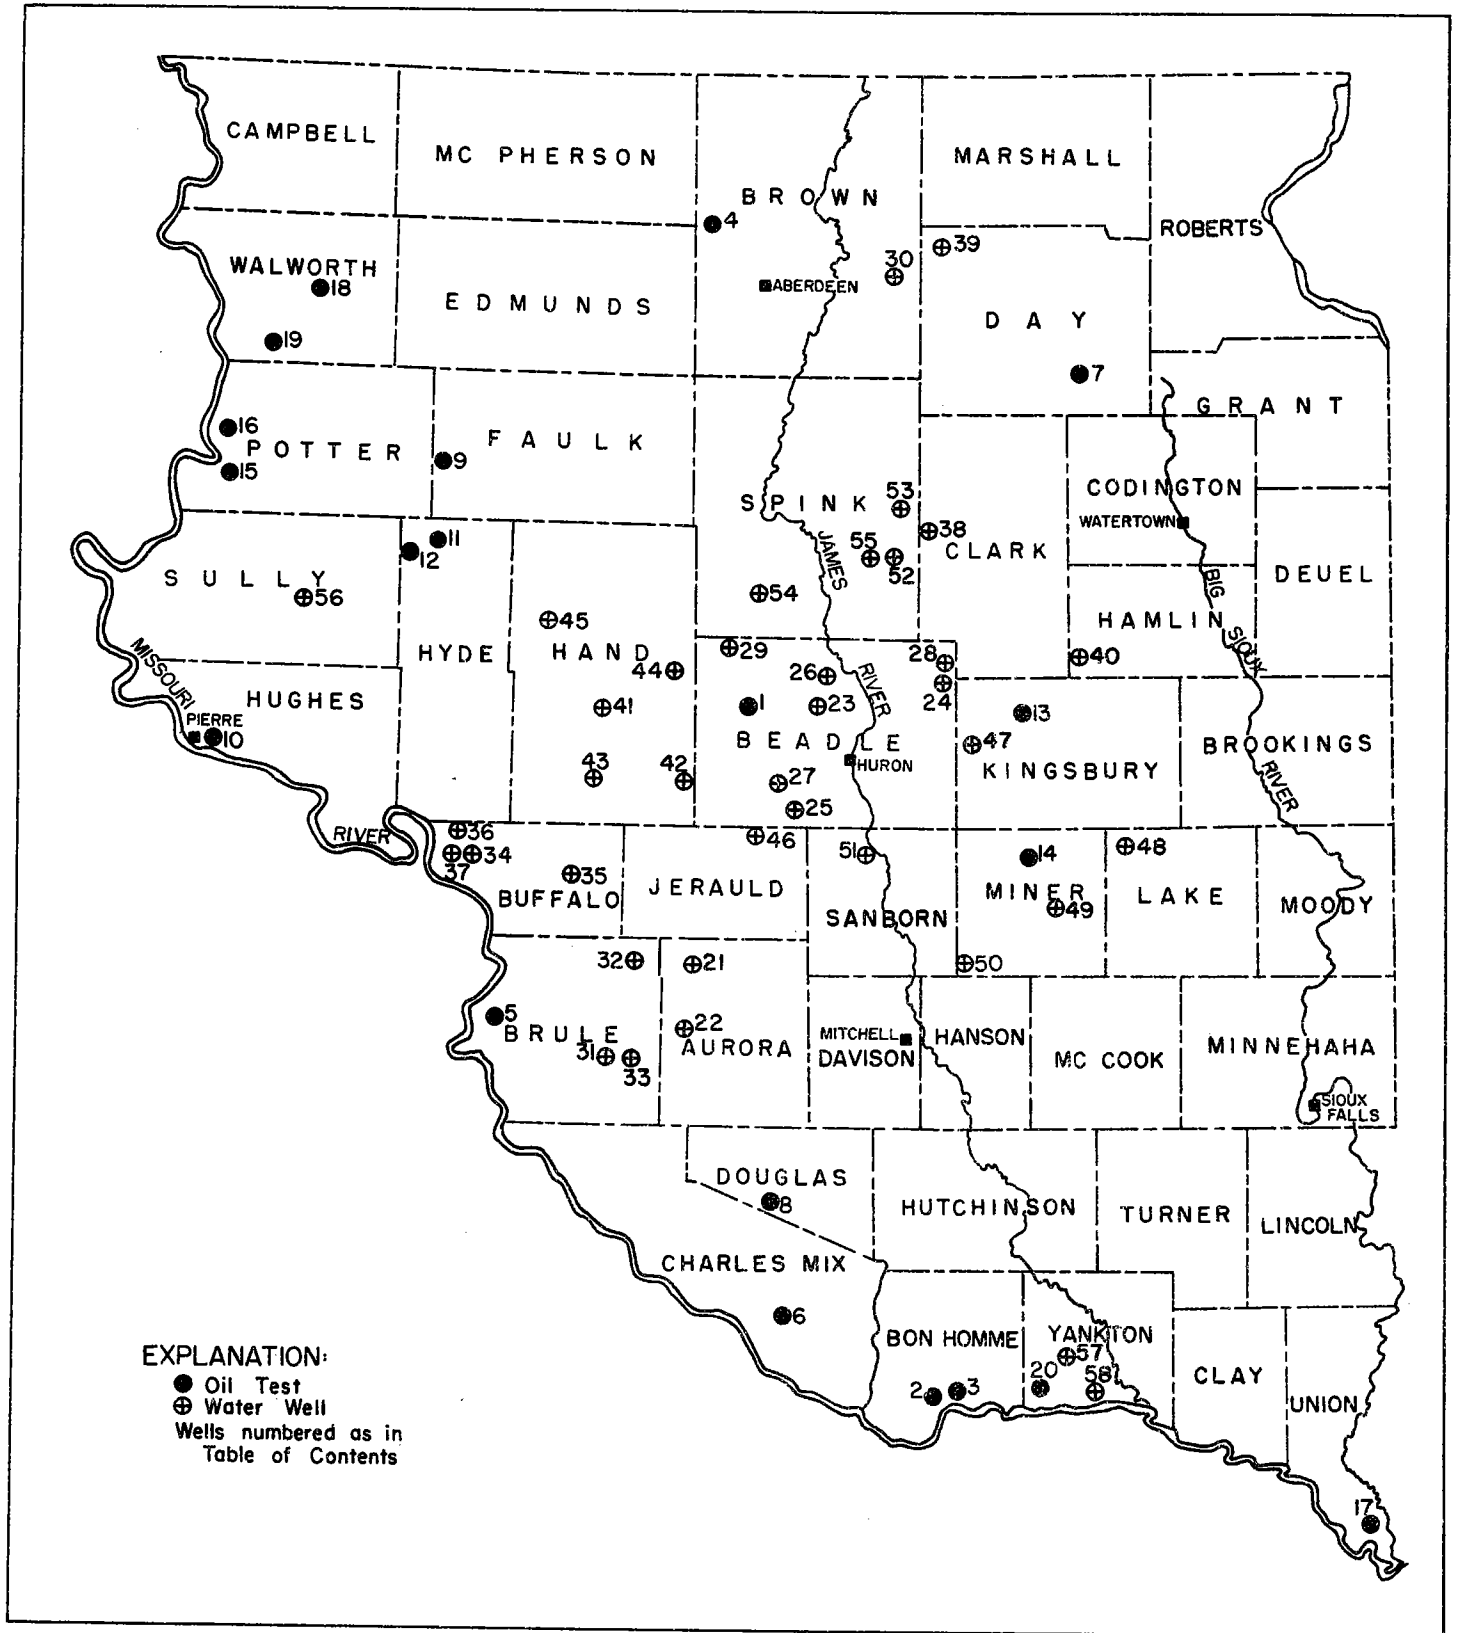 CAMPBELL
MC PHERSON
MARSHALL
BROWN
4
ROBERTS
39
30
WALWORTH
18
ABERDEEN
EDMUNDS
DAY
19
7
GRANT
16
POTTER
FAULK
9
15
CODINGTON
53
SPINK
WATERTOWN
38
11
JAMES
55
CLARK
12
52
SULLY
BIG
DEUEL
56
54
45
HAMLIN
HYDE
HAND
29
SIOUX
28
40
MISSOURI
44
26
RIVER
HUGHES
24
41
1
23
13
PIERRE
10
BEADLE
47
BROOKINGS
HURON
KINGSBURY
43
42
27
RIVER
25
RIVER
36
46
48
34
51
14
37
35
BUFFALO
JERAULD
MINER
LAKE
MOODY
49
SANBORN
32
21
50
5
BRULE
22
MITCHELL
HANSON
31
AURORA
DAVISON
MC COOK
MINNEHAHA
33
SIOUX
FALLS
DOUGLAS
8
HUTCHINSON
TURNER
LINCOLN
CHARLES MIX
6
BON HOMME
YANKTON
57
20
58
2
3
CLAY
UNION
17
EXPLANATION:
Oil Test
Water Well
Wells numbered as in
Table of Contents